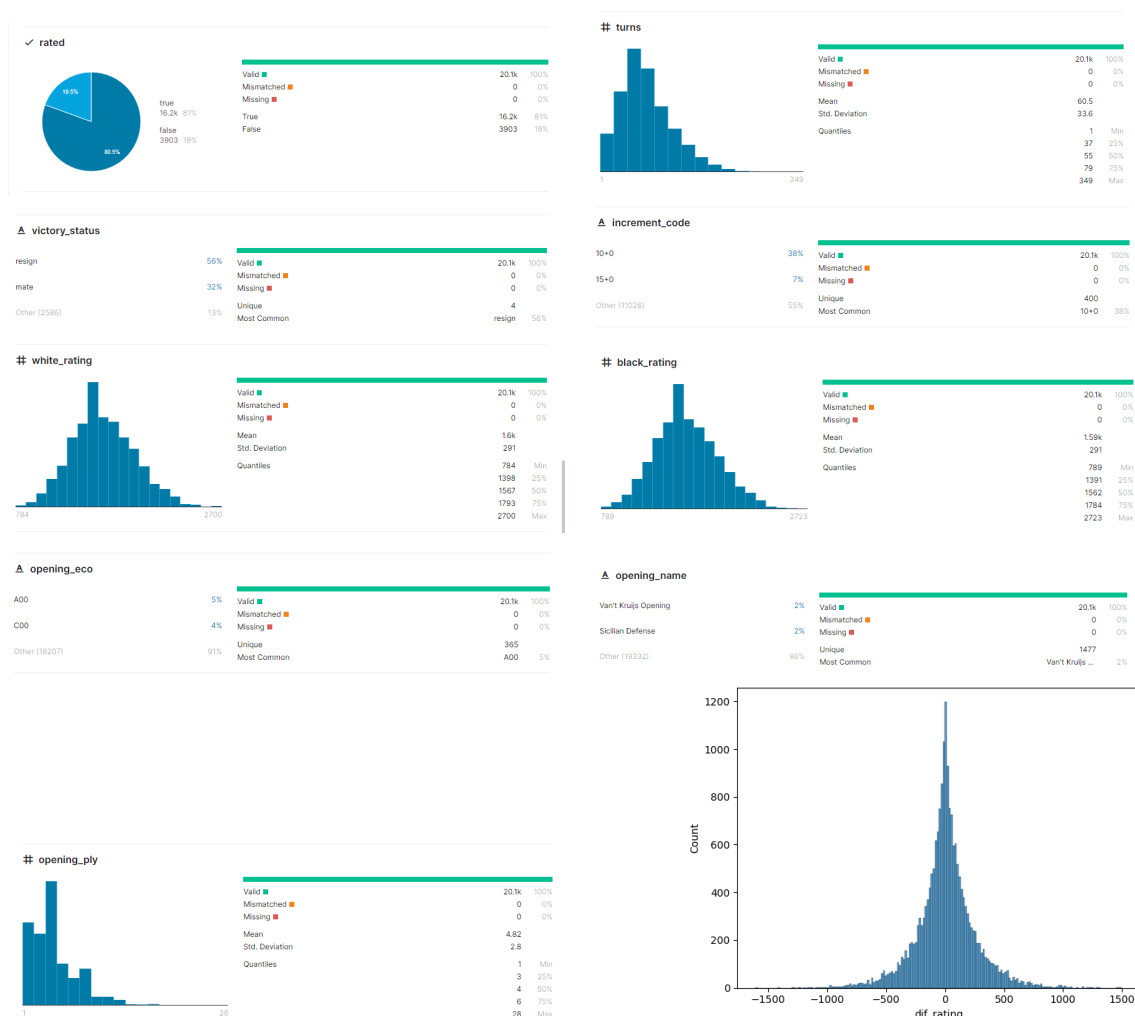 rated
19.5%
80.5%
true
16.2k 81%
false
3903 19%
Valid 20.1k 100%
Mismatched 0 0%
Missing 0 0%
True 16.2k 81%
False 3903 19%
turns
1 349
Valid 20.1k 100%
Mismatched 0 0%
Missing 0 0%
Mean 60.5
Std. Deviation 33.6
Quantiles 1 Min
37 25%
55 50%
79 75%
349 Max
victory_status
resign 56%
mate 32%
Other (2586) 13%
Valid 20.1k 100%
Mismatched 0 0%
Missing 0 0%
Unique 4
Most Common resign 56%
increment_code
10+0 38%
15+0 7%
Other (11026) 55%
Valid 20.1k 100%
Mismatched 0 0%
Missing 0 0%
Unique 400
Most Common 10+0 38%
white_rating
784 2700
Valid 20.1k 100%
Mismatched 0 0%
Missing 0 0%
Mean 1.6k
Std. Deviation 291
Quantiles 784 Min
1398 25%
1567 50%
1793 75%
2700 Max
black_rating
789 2723
Valid 20.1k 100%
Mismatched 0 0%
Missing 0 0%
Mean 1.59k
Std. Deviation 291
Quantiles 789 Min
1391 25%
1562 50%
1784 75%
2723 Max
opening_eco
A00 5%
C00 4%
Other (18207) 91%
Valid 20.1k 100%
Mismatched 0 0%
Missing 0 0%
Unique 365
Most Common A00 5%
opening_name
Van't Kruijs Opening 2%
Sicilian Defense 2%
Other (19332) 96%
Valid 20.1k 100%
Mismatched 0 0%
Missing 0 0%
Unique 1477
Most Common Van't Kruijs ... 2%
opening_ply
1 28
Valid 20.1k 100%
Mismatched 0 0%
Missing 0 0%
Mean 4.82
Std. Deviation 2.8
Quantiles 1 Min
3 25%
4 50%
6 75%
28 Max
1200
1000
800
600
400
200
0
Count
−1500 −1000 −500 0 500 1000 1500
dif_rating